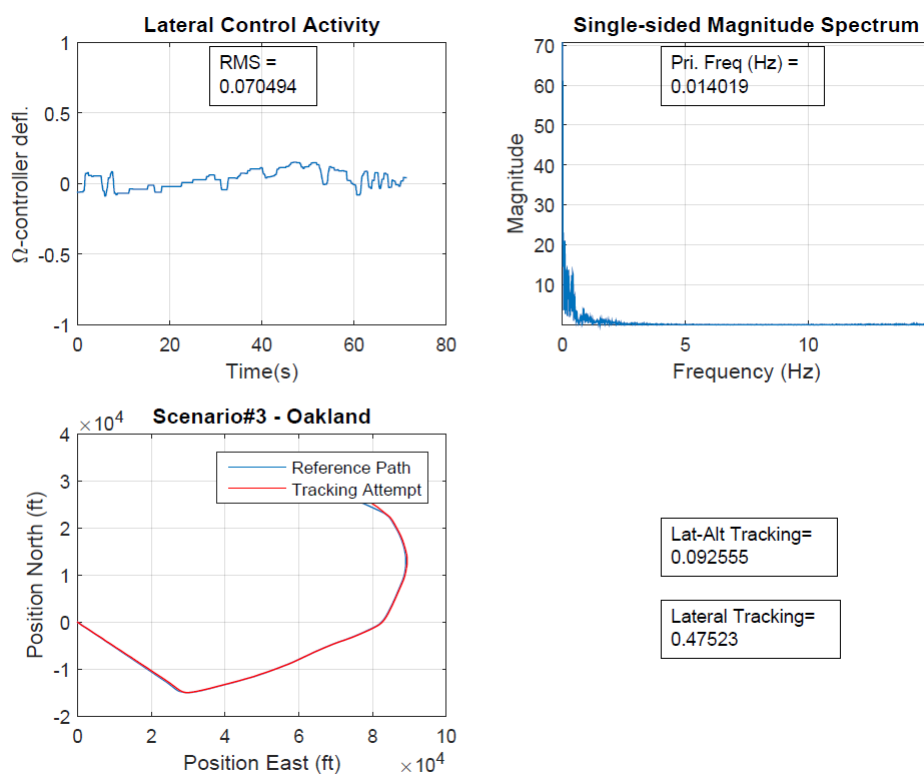 Lateral Control Activity
RMS =
0.070494
1
0.5
0
-0.5
-1
Ω-controller defl.
0
20
40
60
80
Time(s)
Single-sided Magnitude Spectrum
Pri. Freq (Hz) =
0.014019
70
60
50
40
30
20
10
Magnitude
0
5
10
Frequency (Hz)
Scenario#3 - Oakland
×10⁴
4
3
2
1
0
-1
-2
Position North (ft)
Reference Path
Tracking Attempt
0
2
4
6
8
10
Position East (ft)
×10⁴
Lat-Alt Tracking=
0.092555
Lateral Tracking=
0.47523